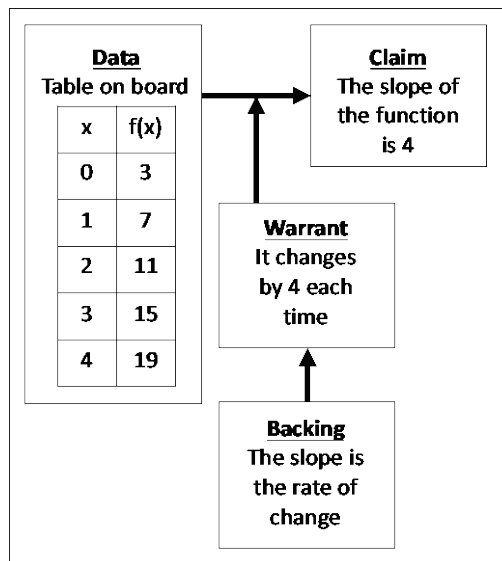 Data
Table on board
x f(x)
0 3
1 7
2 11
3 15
4 19
Claim
The slope of
the function
is 4
Warrant
It changes
by 4 each
time
Backing
The slope is
the rate of
change